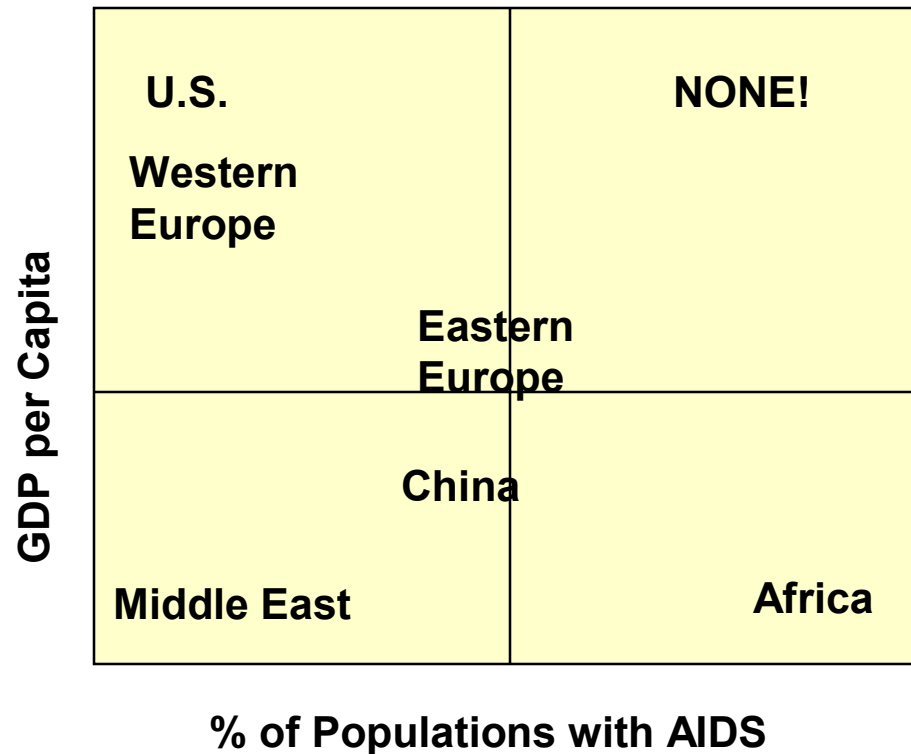 U.S.
NONE!
Western
Europe
Eastern
Europe
GDP per Capita
China
Middle East
Africa
% of Populations with AIDS